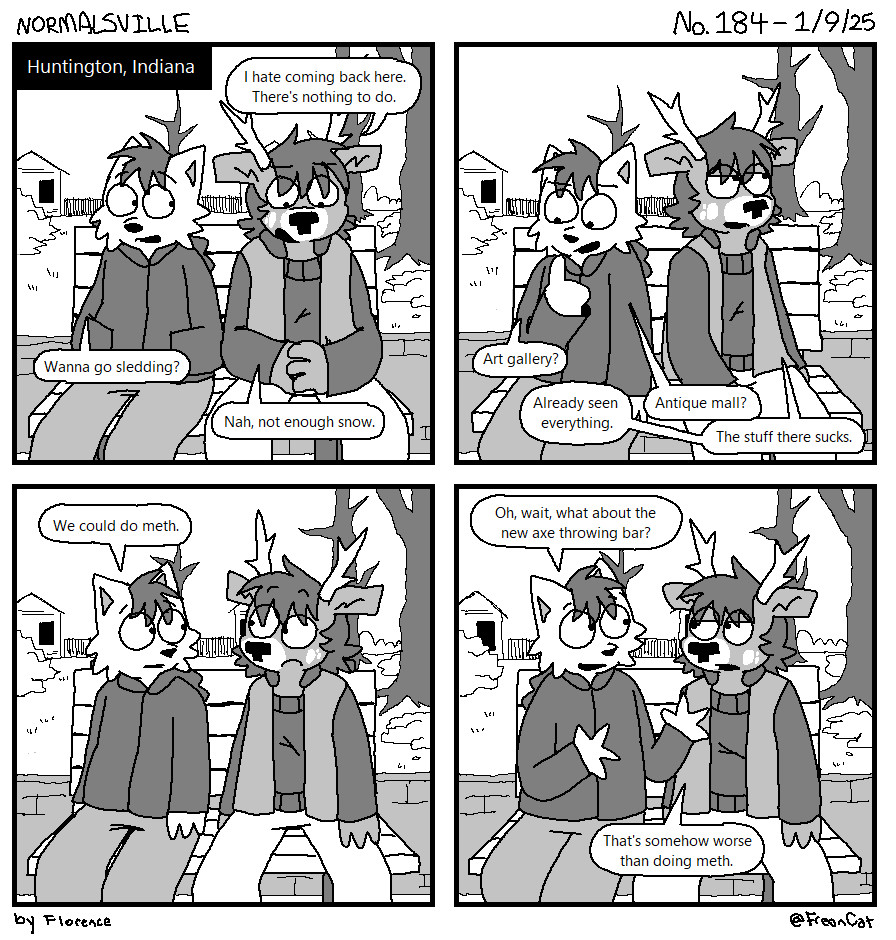 NORMALSVILLE
No. 184 - 1/9/25
Huntington, Indiana
I hate coming back here.
There's nothing to do.
Wanna go sledding?
Nah, not enough snow.
Art gallery?
Already seen
everything.
Antique mall?
The stuff there sucks.
We could do meth.
Oh, wait, what about the
new axe throwing bar?
That's somehow worse
than doing meth.
by Florence
@FreonCat